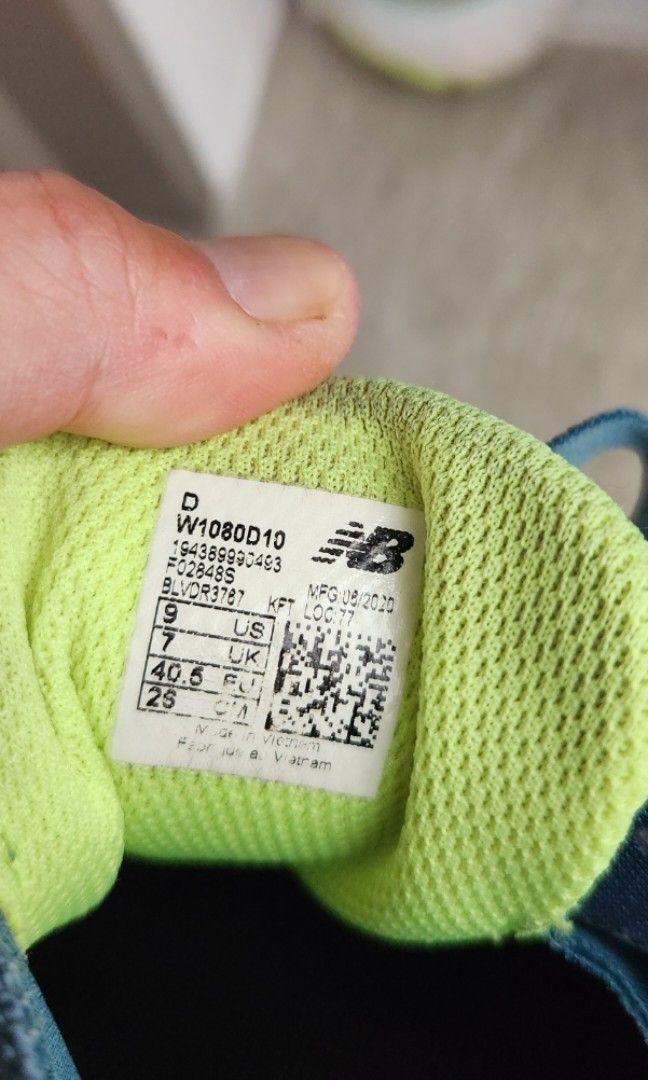 D
W1080D10
NB
194389990493
F02848S
MFG:08/2020
BLVDR3787
KFT LOC:77
9 US
7 UK
40.5 EU
26 CM
Made in Vietnam
Fabriqué au Vietnam